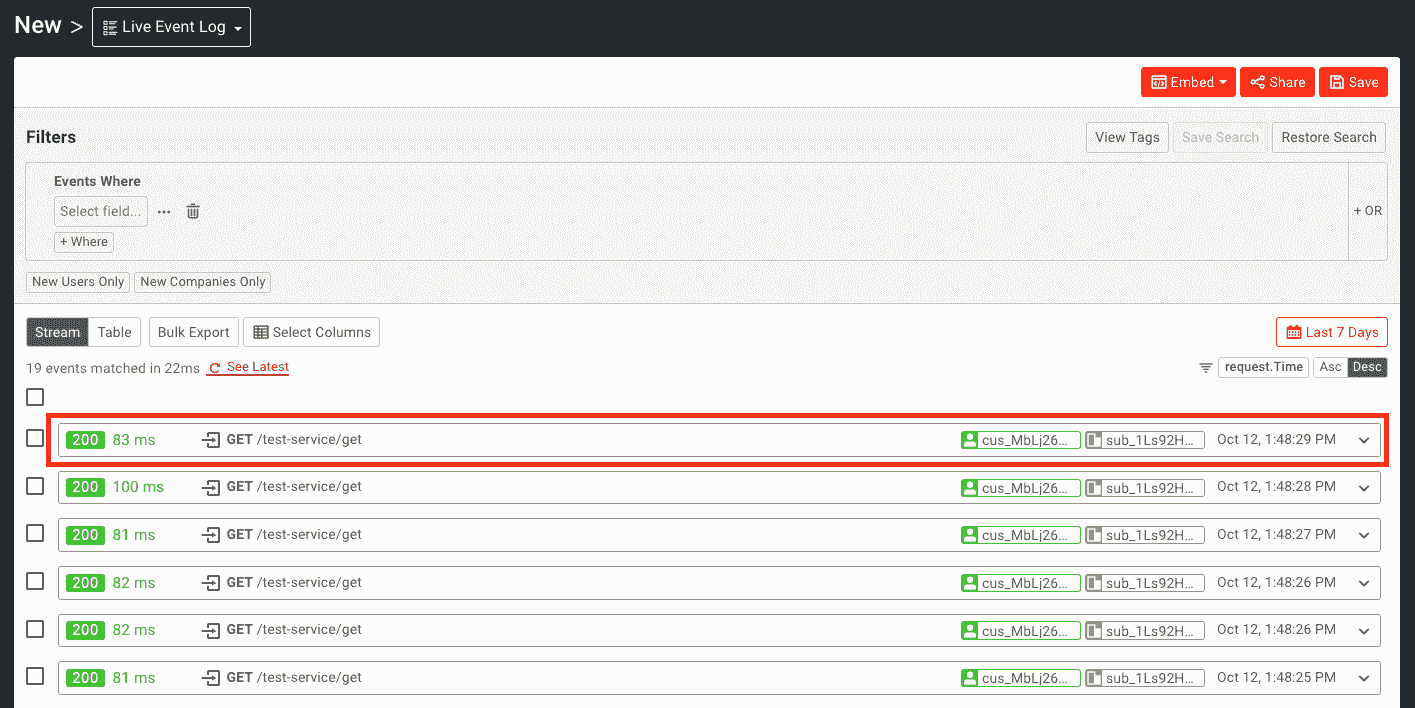 New > Live Event Log
Embed Share Save
Filters View Tags Save Search Restore Search
Events Where
Select field... ...
+ OR
+ Where
New Users Only New Companies Only
Stream Table Bulk Export Select Columns Last 7 Days
19 events matched in 22ms See Latest request.Time Asc Desc
200 83 ms GET /test-service/get cus_MbLj26... sub_1Ls92H... Oct 12, 1:48:29 PM
200 100 ms GET /test-service/get cus_MbLj26... sub_1Ls92H... Oct 12, 1:48:28 PM
200 81 ms GET /test-service/get cus_MbLj26... sub_1Ls92H... Oct 12, 1:48:27 PM
200 82 ms GET /test-service/get cus_MbLj26... sub_1Ls92H... Oct 12, 1:48:26 PM
200 82 ms GET /test-service/get cus_MbLj26... sub_1Ls92H... Oct 12, 1:48:26 PM
200 81 ms GET /test-service/get cus_MbLj26... sub_1Ls92H... Oct 12, 1:48:25 PM